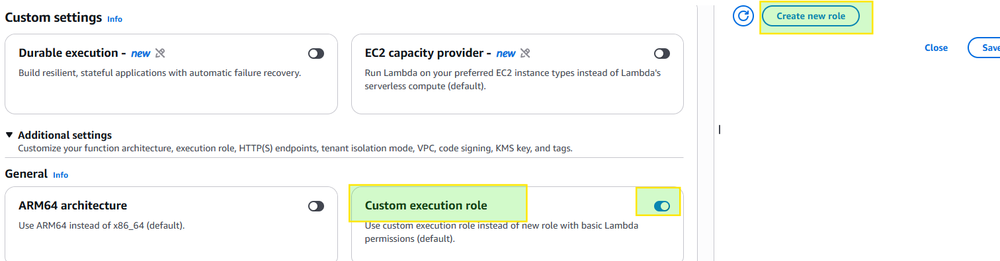 Custom settings Info
Create new role
Close
Save
Durable execution - new
Build resilient, stateful applications with automatic failure recovery.
EC2 capacity provider - new
Run Lambda on your preferred EC2 instance types instead of Lambda's
serverless compute (default).
Additional settings
Customize your function architecture, execution role, HTTP(S) endpoints, tenant isolation mode, VPC, code signing, KMS key, and tags.
General Info
ARM64 architecture
Use ARM64 instead of x86_64 (default).
Custom execution role
Use custom execution role instead of new role with basic Lambda
permissions (default).